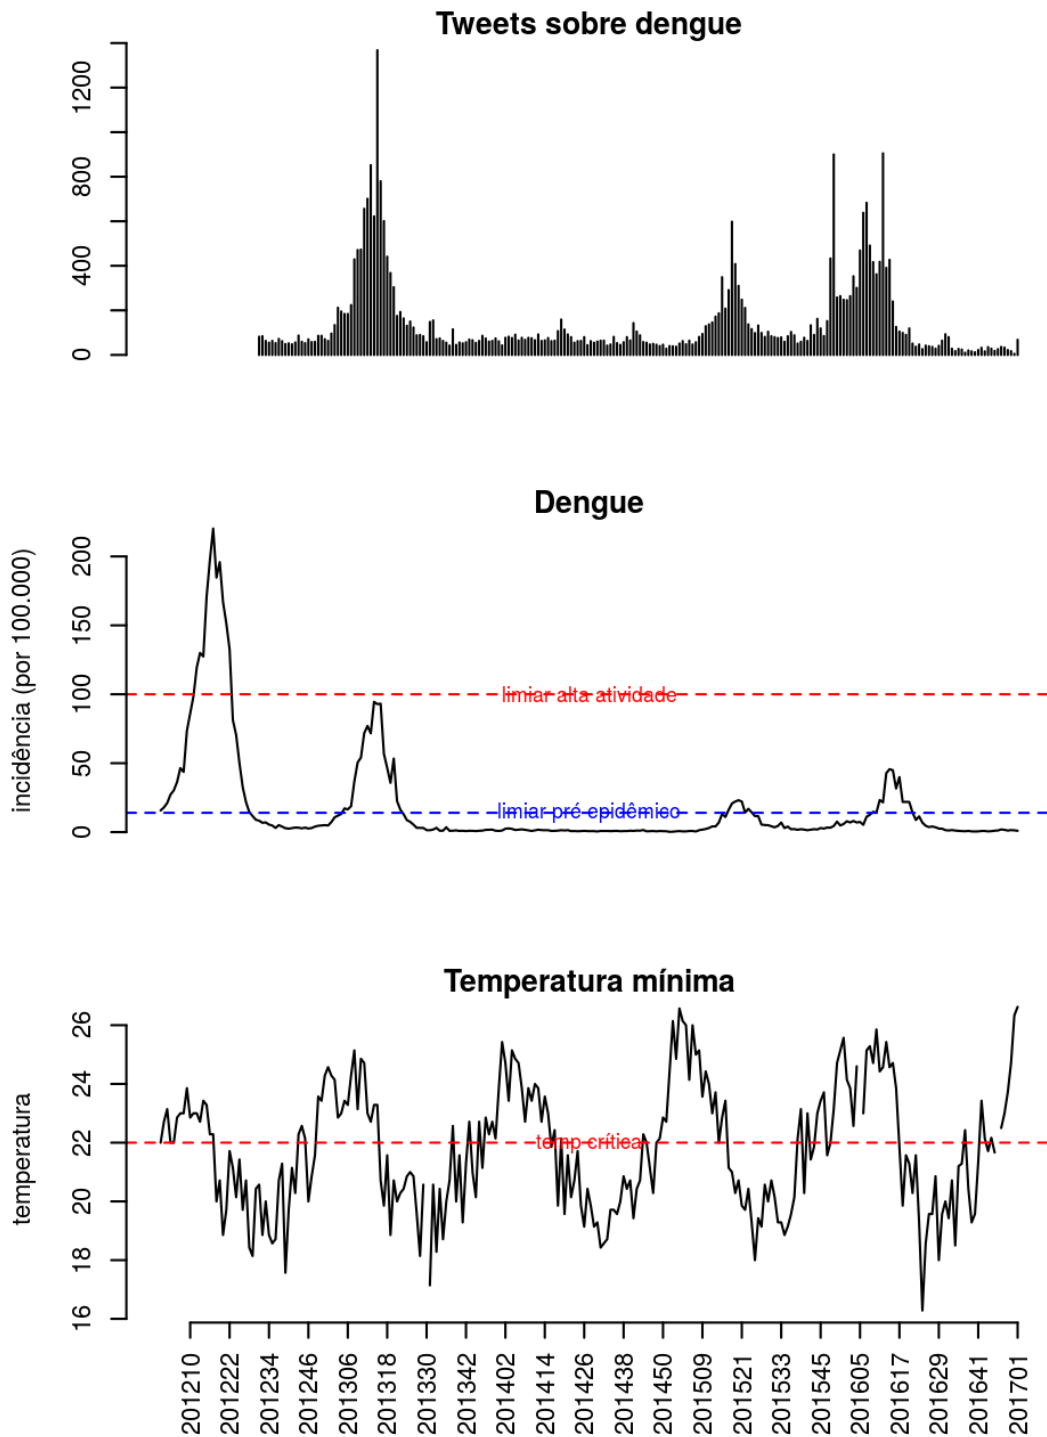 Tweets sobre dengue
1200
800
400
0
Dengue
incidência (por 100.000)
200
150
100
50
0
limiar alta atividade
limiar pré epidêmico
Temperatura mínima
temperatura
26
24
22
20
18
16
temp crítica
201210 201222 201234 201246 201306 201318 201330 201342 201402 201414 201426 201438 201450 201509 201521 201533 201545 201605 201617 201629 201641 201701